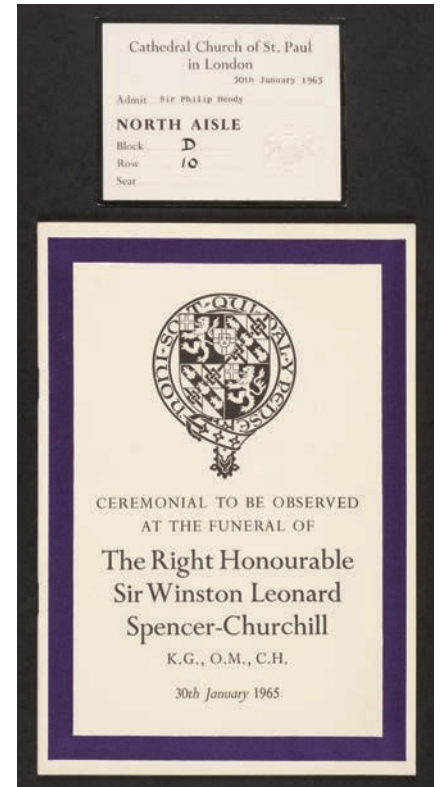 Cathedral Church of St. Paul
in London
30th January 1965
Admit Sir Philip Hendy
NORTH AISLE
Block D
Row 10
Seat
HONI·SOIT·QUI·MAL·Y·PENSE
CEREMONIAL TO BE OBSERVED
AT THE FUNERAL OF
The Right Honourable
Sir Winston Leonard
Spencer-Churchill
K.G., O.M., C.H.
30th January 1965